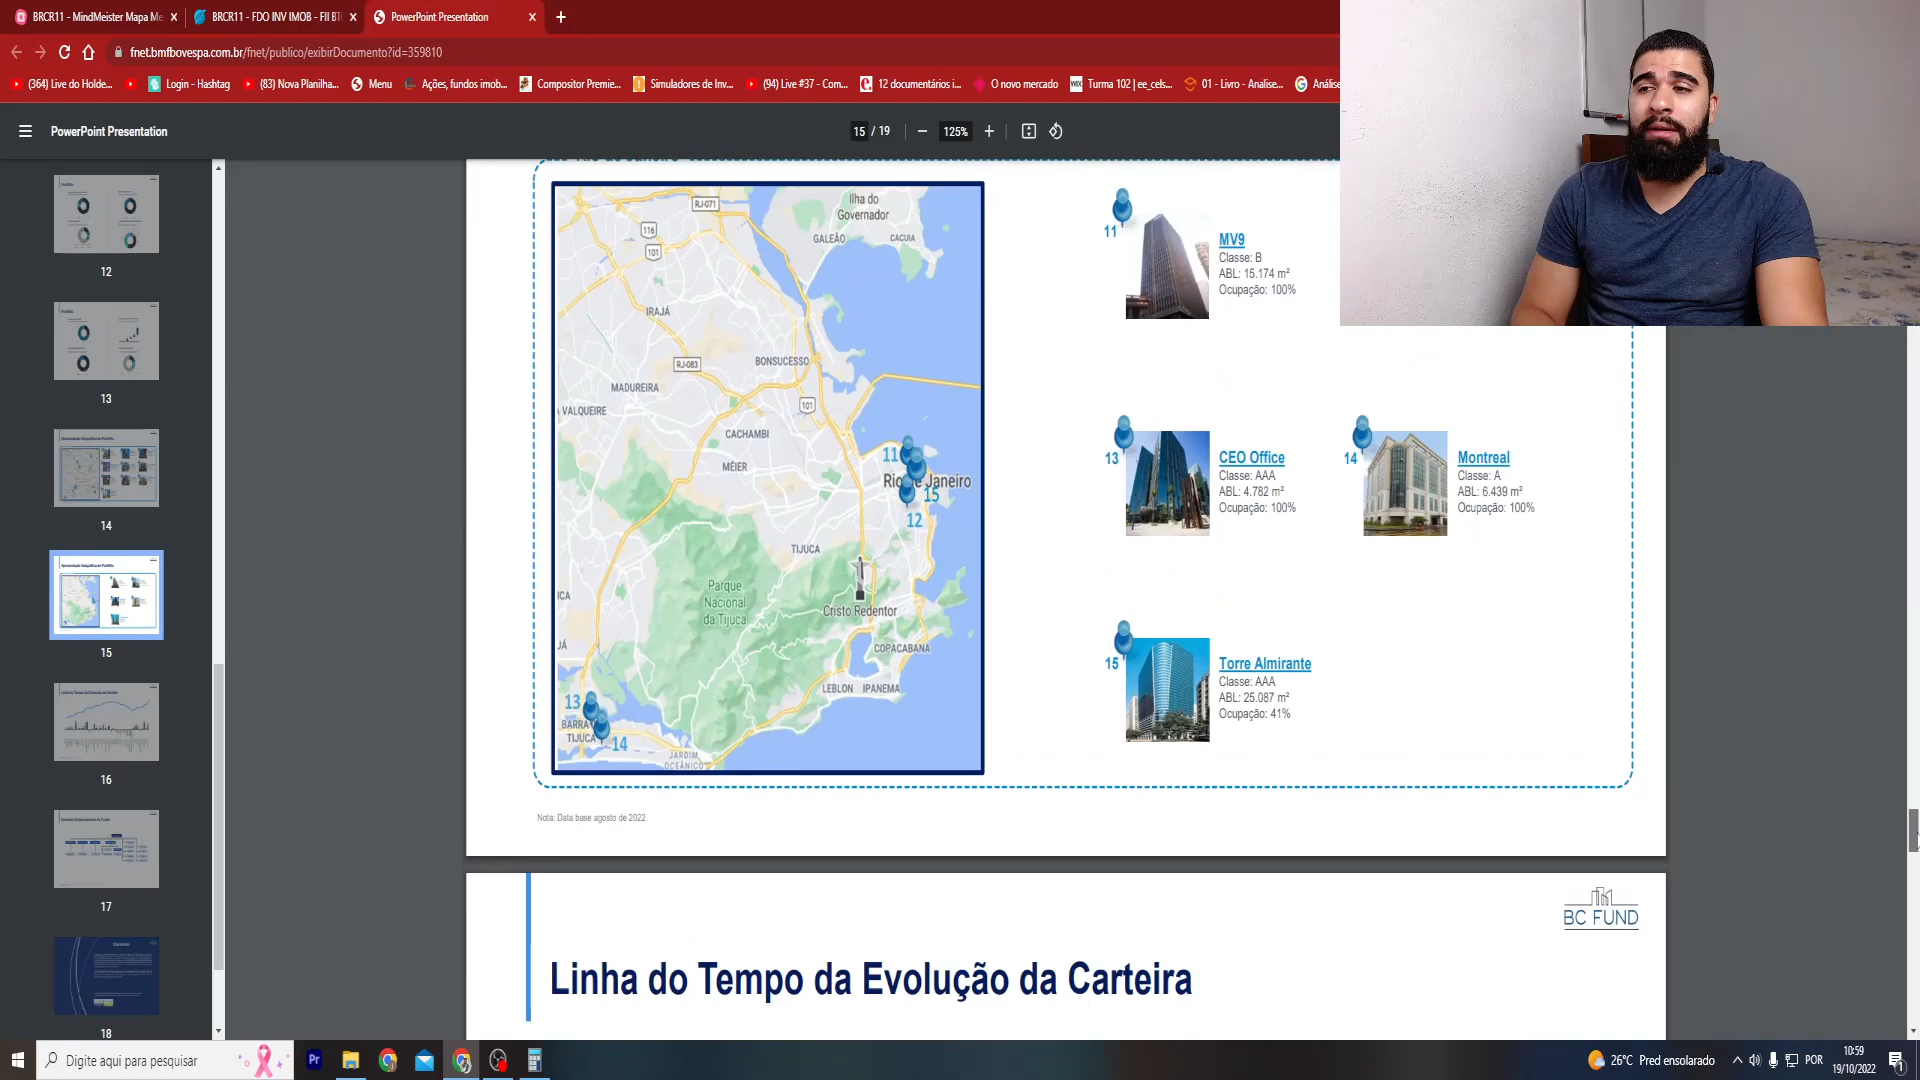 BRCR11 - MindMeister Mapa Me
BRCR11 - FDO INV IMOB - FII BT
PowerPoint Presentation
fnet.bmfbovespa.com.br/fnet/publico/exibirDocumento?id=359810
(364) Live do Holde...
Login - Hashtag
(83) Nova Planilha...
Menu
Ações, fundos imob...
Compositor Premie...
Simuladores de Inv...
(94) Live #37 - Com...
12 documentários i...
O novo mercado
Turma 102 | ee_cels...
01 - Livro - Analise...
Análise
PowerPoint Presentation
15 / 19
125%
12
13
14
15
16
17
18
RJ-071
Ilha do
Governador
116
101
GALEÃO
CACUIA
IRAJÁ
RJ-083
BONSUCESSO
MADUREIRA
101
VALQUEIRE
CACHAMBI
MÉIER
11
Rio de Janeiro
15
12
TIJUCA
Parque
Nacional
da Tijuca
ICA
Cristo Redentor
JÁ
COPACABANA
LEBLON
IPANEMA
13
BARRA
TIJUCA
14
JARDIM
OCEÂNICO
11
MV9
Classe: B
ABL: 15.174 m²
Ocupação: 100%
13
CEO Office
Classe: AAA
ABL: 4.782 m²
Ocupação: 100%
14
Montreal
Classe: A
ABL: 6.439 m²
Ocupação: 100%
15
Torre Almirante
Classe: AAA
ABL: 25.087 m²
Ocupação: 41%
Nota: Data base agosto de 2022
BC FUND
Linha do Tempo da Evolução da Carteira
Digite aqui para pesquisar
Pr
26°C Pred ensolarado
POR
10:59
19/10/2022
1